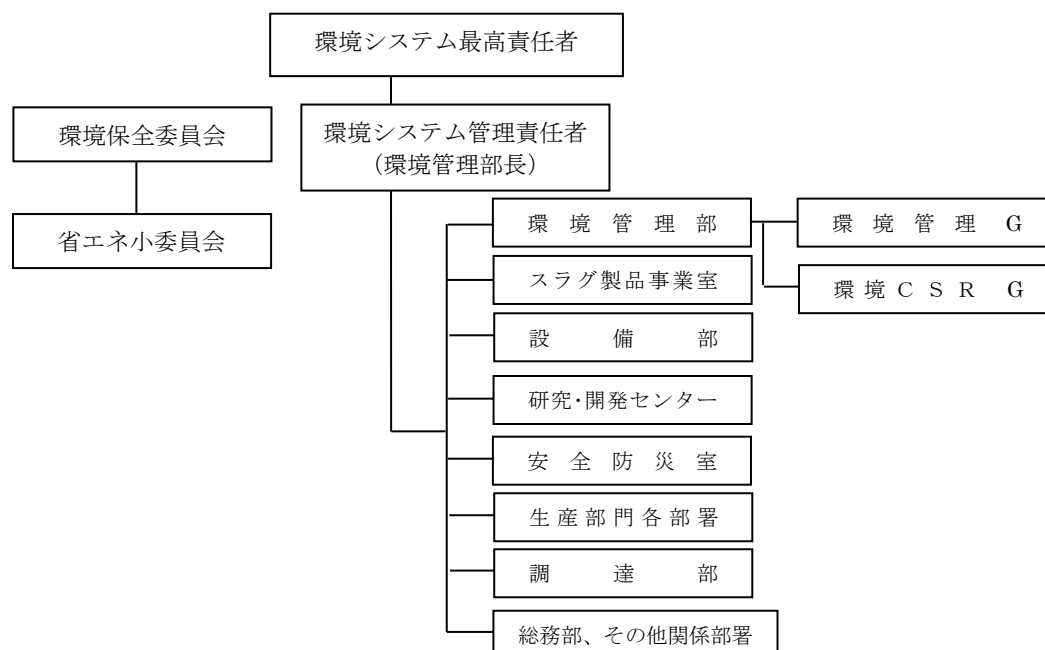 環境システム最高責任者
環境保全委員会
環境システム管理責任者
（環境管理部長）
省エネ小委員会
環境管理部
環境管理G
スラグ製品事業室
環境ＣＳＲ G
設備部
研究・開発センター
安全防災室
生産部門各部署
調達部
総務部、その他関係部署